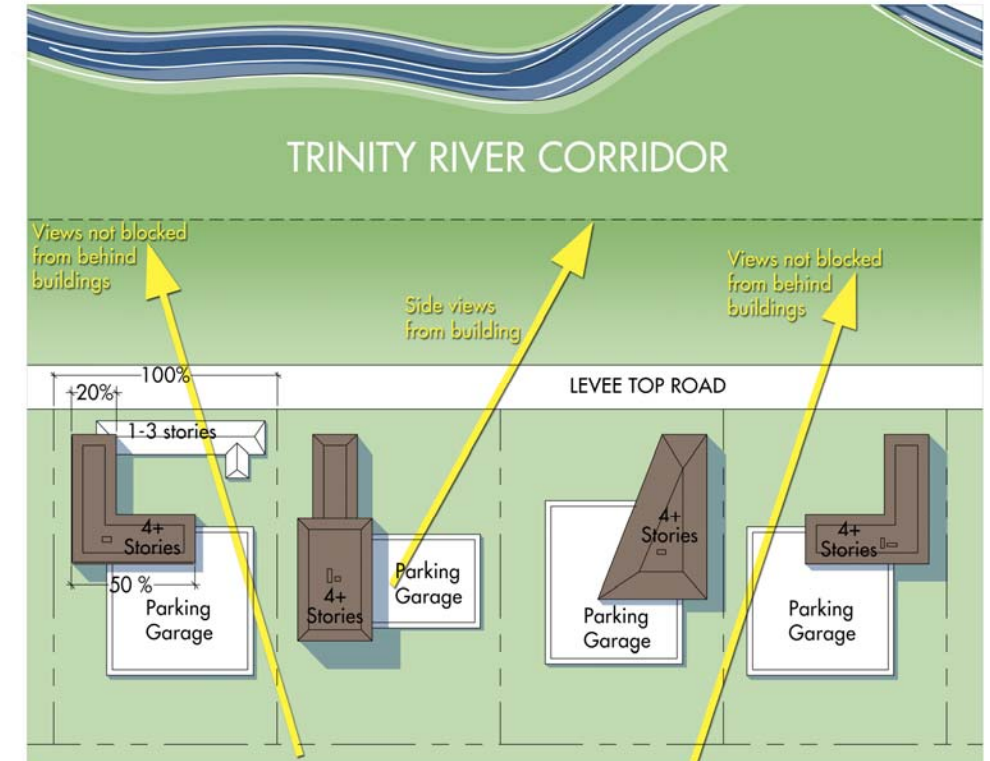 TRINITY RIVER CORRIDOR
Views not blocked
from behind
buildings
Side views
from building
Views not blocked
from behind
buildings
100%
20%
LEVEE TOP ROAD
1-3 stories
4+
Stories
50 %
Parking
Garage
4+
Stories
Parking
Garage
4+
Stories
Parking
Garage
4+
Stories
Parking
Garage